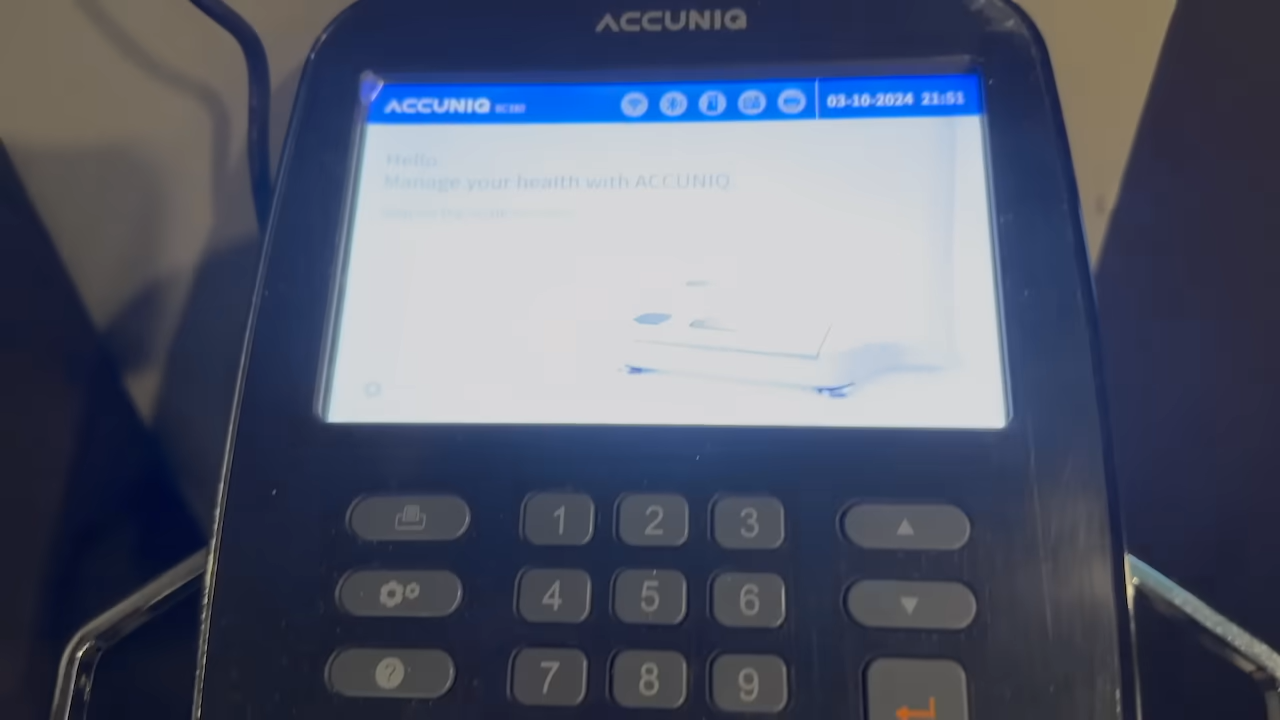 ACCUNIQ
ACCUNIQ
03-10-2024 21:51
Hello
Manage your health with ACCUNIQ
1 2 3
4 5 6
?
7 8 9